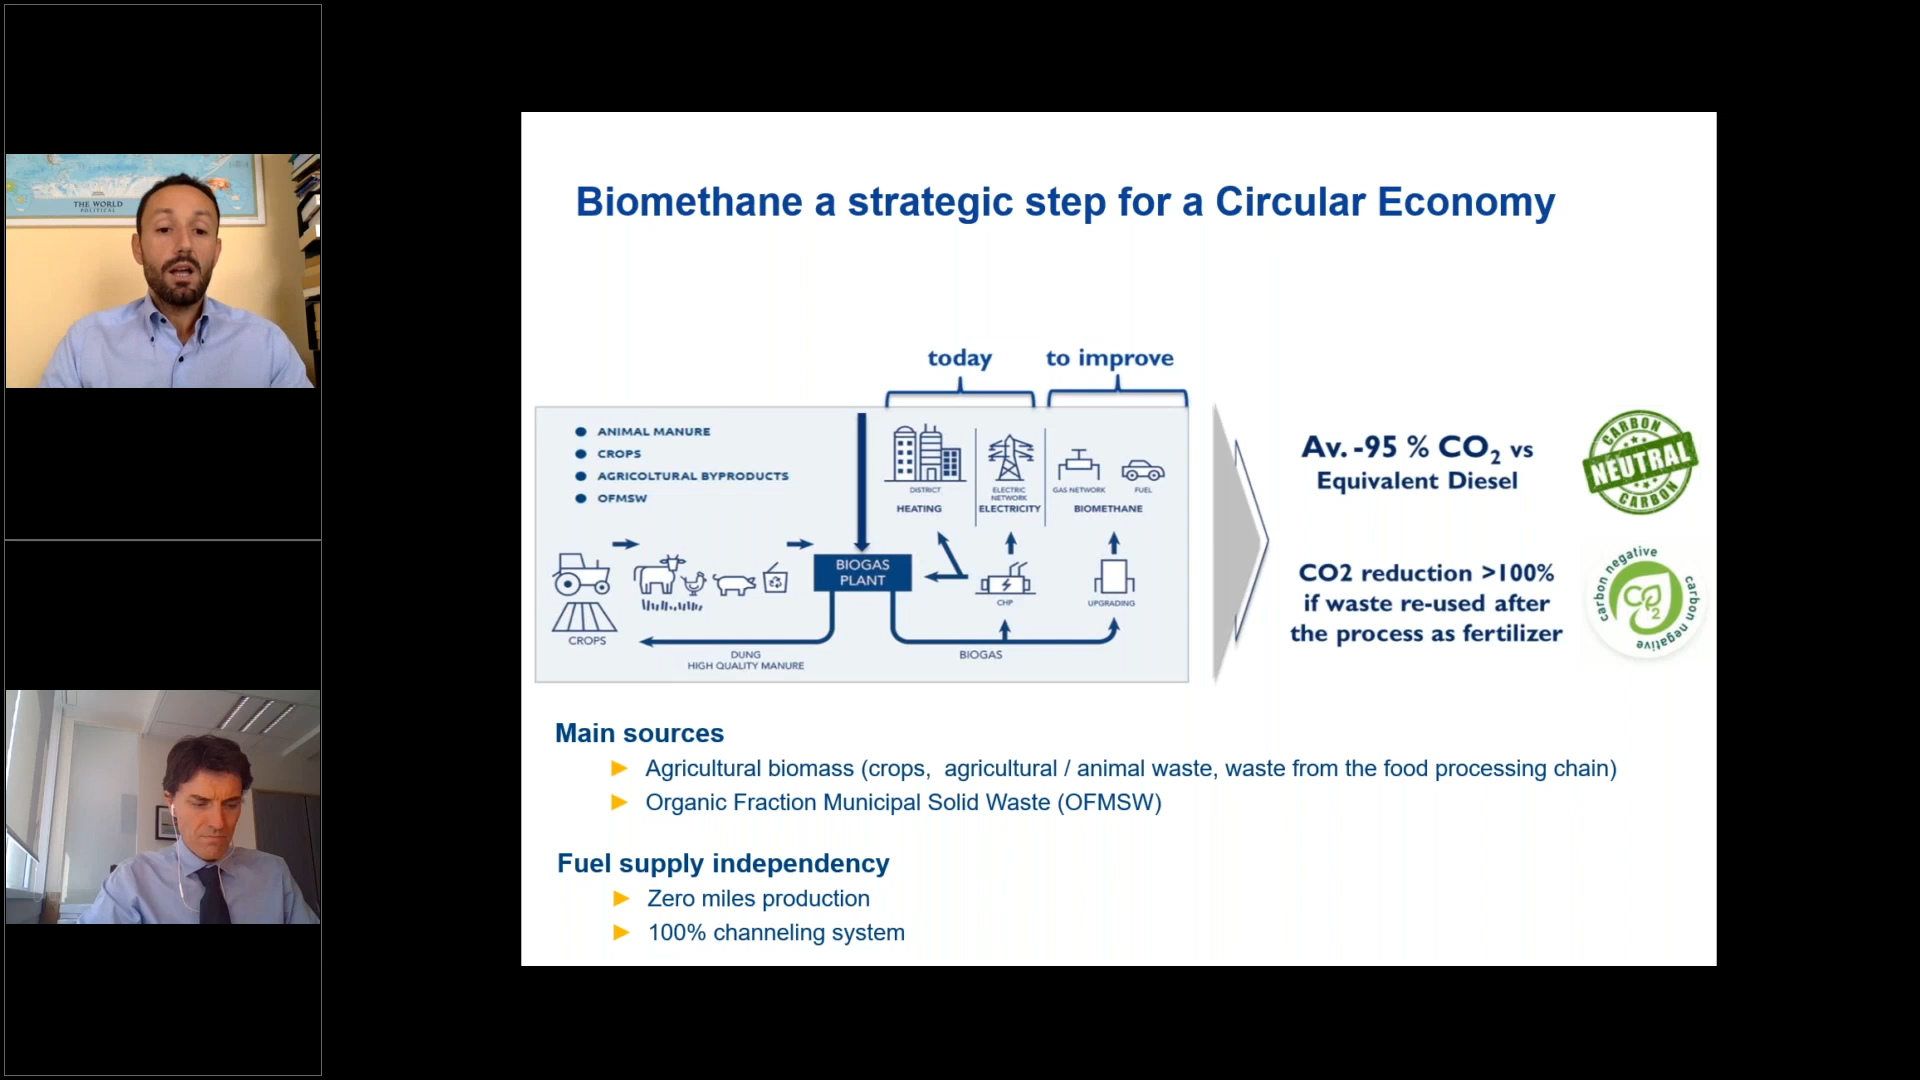 THE WORLD
POLITICAL
Biomethane a strategic step for a Circular Economy
today
to improve
ANIMAL MANURE
CROPS
AGRICOLTURAL BYPRODUCTS
OFMSW
DISTRICT
HEATING
ELECTRIC
NETWORK
ELECTRICITY
GAS NETWORK
FUEL
BIOMETHANE
BIOGAS
PLANT
CHP
UPGRADING
CROPS
DUNG
HIGH QUALITY MANURE
BIOGAS
Av. -95 % CO2 vs
Equivalent Diesel
CARBON
NEUTRAL
CARBON
CO2 reduction >100%
if waste re-used after
the process as fertilizer
carbon negative
CO2
carbon negative
Main sources
Agricultural biomass (crops, agricultural / animal waste, waste from the food processing chain)
Organic Fraction Municipal Solid Waste (OFMSW)
Fuel supply independency
Zero miles production
100% channeling system